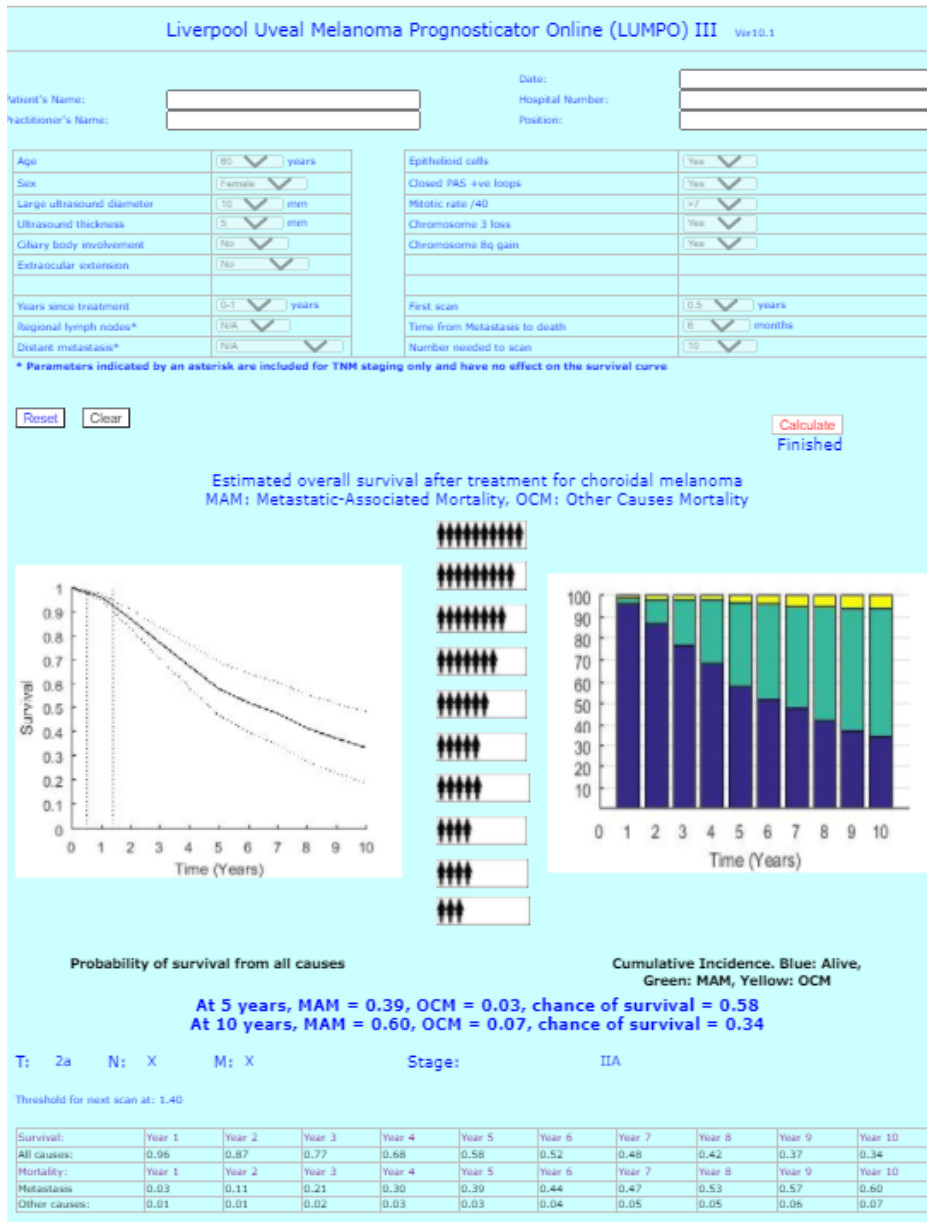 Liverpool Uveal Melanoma Prognosticator Online (LUMPO) III Ver10.1
Date:
Patient's Name: Hospital Number:
Practitioner's Name: Position:
Age 60 years Epithelioid cells Yes
Sex Female Closed PAS +ve loops Yes
Large ultrasound diameter 10 mm Mitotic rate /40 >7
Ultrasound thickness 5 mm Chromosome 3 loss Yes
Ciliary body involvement No Chromosome 8q gain Yes
Extraocular extension No
Years since treatment 0-1 years First scan 0.5 years
Regional lymph nodes* N/A Time from Metastasis to death 6 months
Distant metastasis* N/A Number needed to scan 10
* Parameters indicated by an asterisk are included for TNM staging only and have no effect on the survival curve
Reset Clear
Calculate
Finished
Estimated overall survival after treatment for choroidal melanoma
MAM: Metastatic-Associated Mortality, OCM: Other Causes Mortality
1
0.9
0.8
0.7
0.6
0.5
0.4
0.3
0.2
0.1
0
Survival
0 1 2 3 4 5 6 7 8 9 10
Time (Years)
100
90
80
70
60
50
40
30
20
10
0 1 2 3 4 5 6 7 8 9 10
Time (Years)
Probability of survival from all causes
Cumulative Incidence. Blue: Alive,
Green: MAM, Yellow: OCM
At 5 years, MAM = 0.39, OCM = 0.03, chance of survival = 0.58
At 10 years, MAM = 0.60, OCM = 0.07, chance of survival = 0.34
T: 2a N: X M: X Stage: IIA
Threshold for next scan at: 1.40
Survival: Year 1 Year 2 Year 3 Year 4 Year 5 Year 6 Year 7 Year 8 Year 9 Year 10
All causes: 0.96 0.87 0.77 0.68 0.58 0.52 0.48 0.42 0.37 0.34
Mortality: Year 1 Year 2 Year 3 Year 4 Year 5 Year 6 Year 7 Year 8 Year 9 Year 10
Metastasis 0.03 0.11 0.21 0.30 0.39 0.44 0.47 0.53 0.57 0.60
Other causes: 0.01 0.01 0.02 0.03 0.03 0.04 0.05 0.05 0.06 0.07